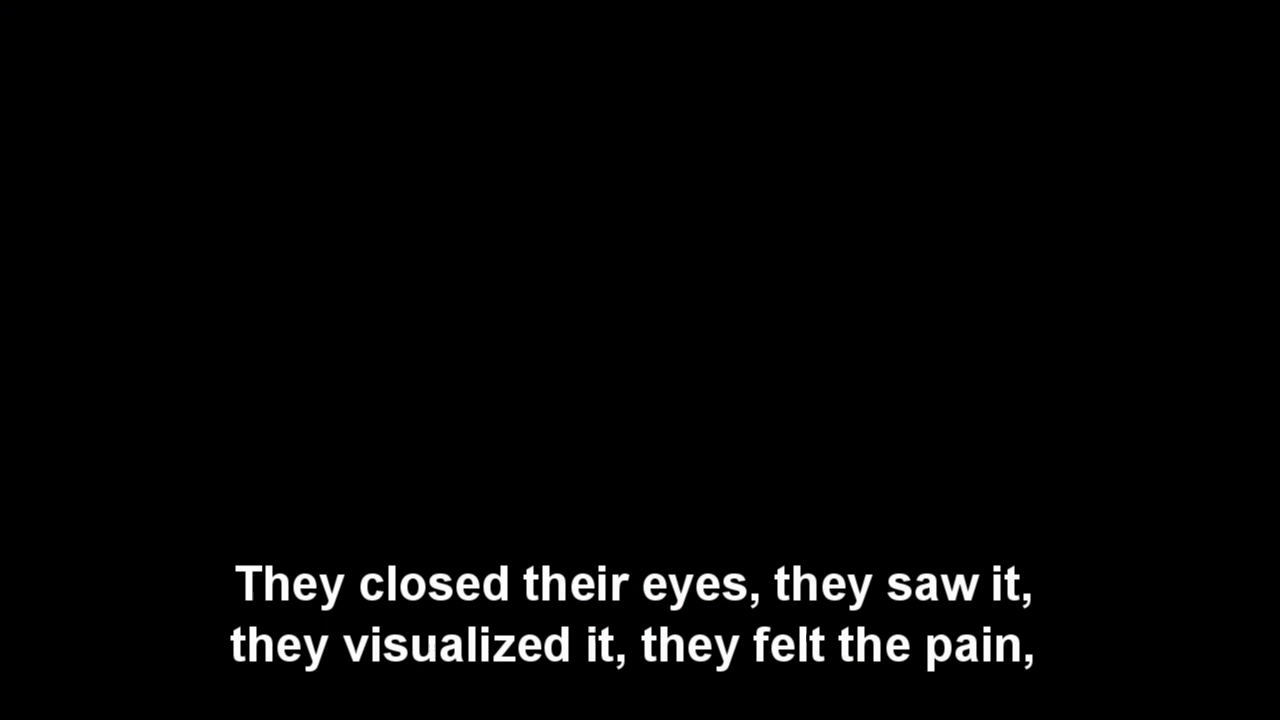 They closed their eyes, they saw it,
they visualized it, they felt the pain,